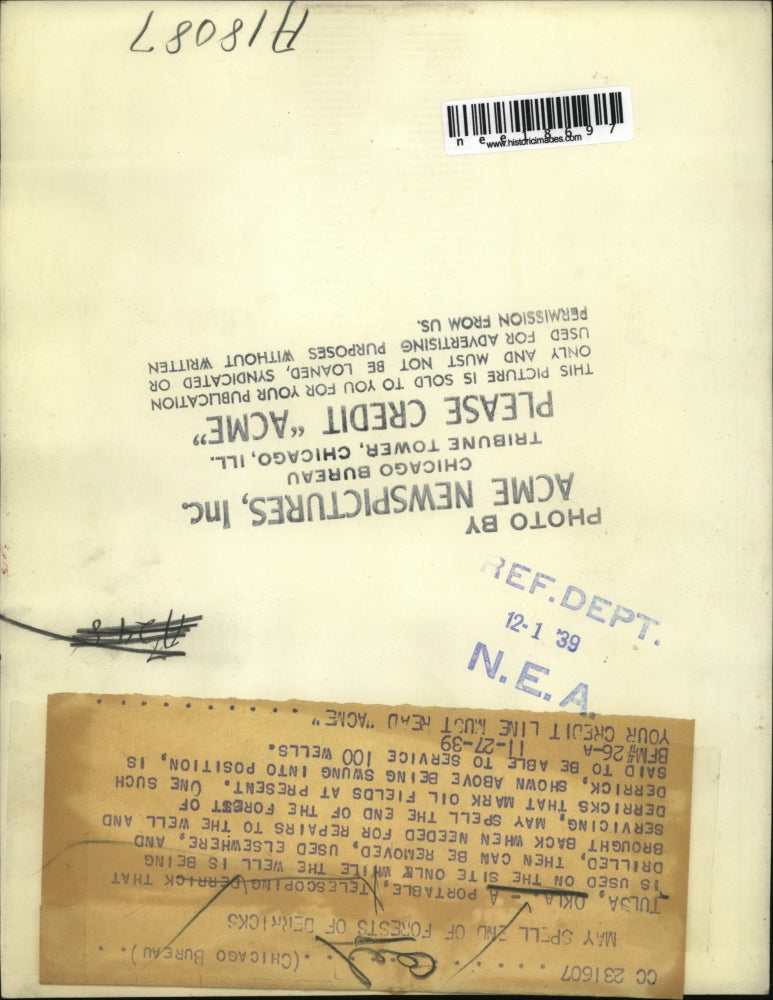 A18087
nee18697
www.historicimages.com
REF. DEPT.
12-1 '39
N. E. A.
CC 231607 . . . . . . . . . . (CHICAGO BUREAU) . .
MAY SPELL END OF FORESTS OF DERRICKS
TULSA, OKLA. - A PORTABLE, TELESCOPING DERRICK THAT
IS USED ON THE SITE ONLY WHILE THE WELL IS BEING
DRILLED, THEN CAN BE REMOVED, USED ELSEWHERE, AND
BROUGHT BACK WHEN NEEDED FOR REPAIRS TO THE WELL AND
SERVICING, MAY SPELL THE END OF THE FOREST OF
DERRICKS THAT MARK OIL FIELDS AT PRESENT. ONE SUCH
DERRICK, SHOWN ABOVE BEING SWUNG INTO POSITION, IS
SAID TO BE ABLE TO SERVICE 100 WELLS.
BFM#26-A 11-27-39
YOUR CREDIT LINE MUST READ "ACME"
PHOTO BY
ACME NEWSPICTURES, Inc.
CHICAGO BUREAU
TRIBUNE TOWER, CHICAGO, ILL.
PLEASE CREDIT "ACME"
THIS PICTURE IS SOLD TO YOU FOR YOUR PUBLICATION
ONLY AND MUST NOT BE LOANED, SYNDICATED OR
USED FOR ADVERTISING PURPOSES WITHOUT WRITTEN
PERMISSION FROM US.